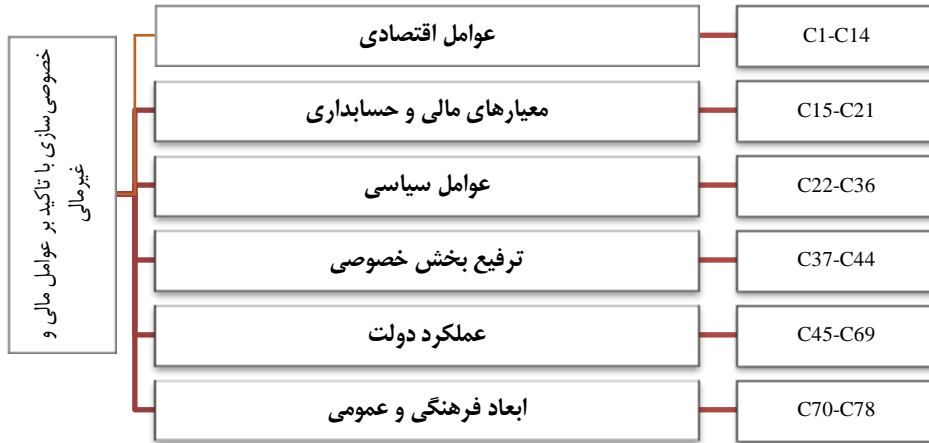 خصوصی‌سازی با تاکید بر عوامل مالی و
غیرمالی
عوامل اقتصادی
C1-C14
معیارهای مالی و حسابداری
C15-C21
عوامل سیاسی
C22-C36
ترفیع بخش خصوصی
C37-C44
عملکرد دولت
C45-C69
ابعاد فرهنگی و عمومی
C70-C78